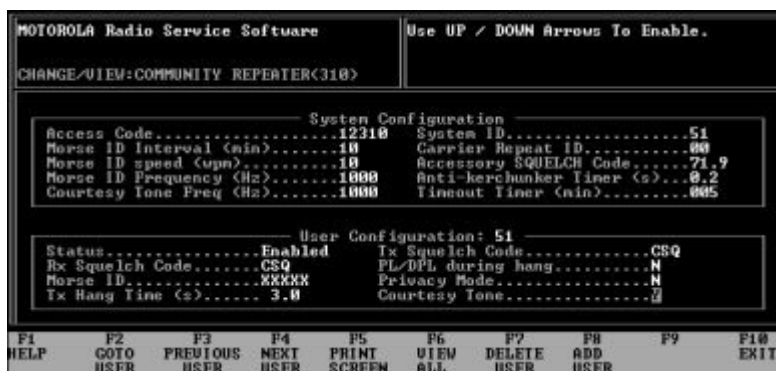 MOTOROLA Radio Service Software
Use UP / DOWN Arrows To Enable.
CHANGE/VIEW:COMMUNITY REPEATER(310)
System Configuration
Access Code....................12310 System ID....................51
Morse ID Interval (min)........10 Carrier Repeat ID............00
Morse ID speed (wpm)...........10 Accessory SQUELCH Code.......71.9
Morse ID Frequency (Hz)........1000 Anti-kerchunker Timer (s)...0.2
Courtesy Tone Freq (Hz)........1000 Timeout Timer (min)..........005
User Configuration: 51
Status.................Enabled Tx Squelch Code..............CSQ
Rx Squelch Code........CSQ PL/DPL during hang...........N
Morse ID...............XXXXX Privacy Mode.................N
Tx Hang Time (s)...... 3.0 Courtesy Tone................
F1 F2 F3 F4 F5 F6 F7 F8 F9 F10
HELP GOTO PREVIOUS NEXT PRINT VIEW DELETE ADD EXIT
USER USER USER SCREEN ALL USER USER